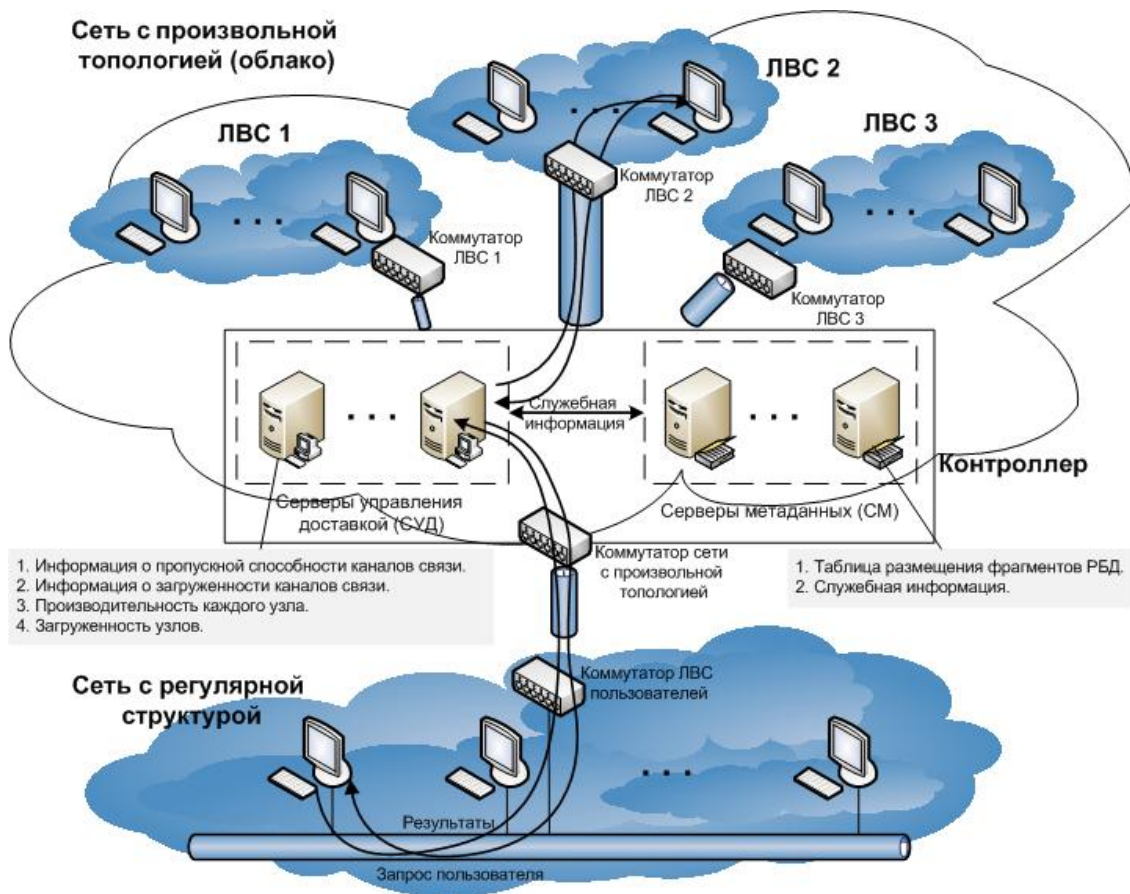 Сеть с произвольной
топологией (облако)
ЛВС 2
ЛВС 1
ЛВС 3
Коммутатор
ЛВС 2
Коммутатор
ЛВС 1
Коммутатор
ЛВС 3
Служебная
информация
Контроллер
Серверы управления
доставкой (СУД)
Серверы метаданных (СМ)
1. Информация о пропускной способности каналов связи.
2. Информация о загруженности каналов связи.
3. Производительность каждого узла.
4. Загруженность узлов.
Коммутатор сети
с произвольной
топологией
1. Таблица размещения фрагментов РБД.
2. Служебная информация.
Коммутатор ЛВС
пользователей
Сеть с регулярной
структурой
Результаты
Запрос пользователя